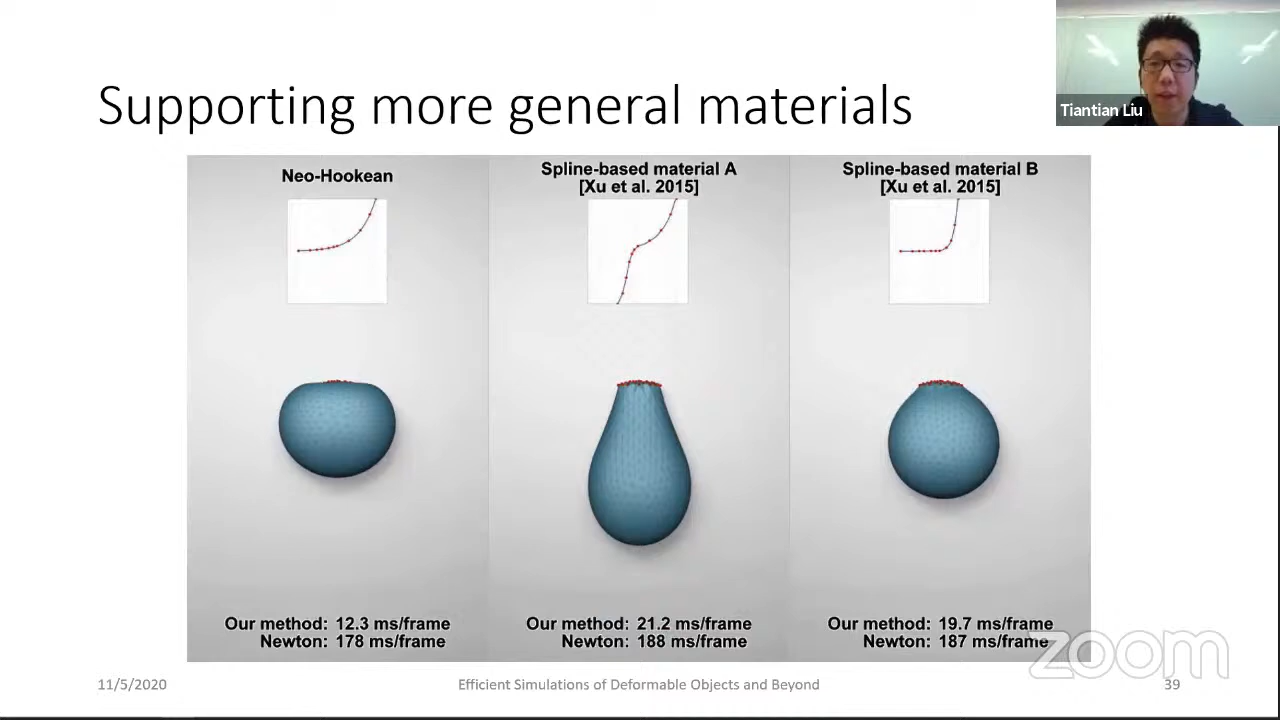 Supporting more general materials
Tiantian Liu
Neo-Hookean
Spline-based material A
[Xu et al. 2015]
Spline-based material B
[Xu et al. 2015]
Our method: 12.3 ms/frame
Newton: 178 ms/frame
Our method: 21.2 ms/frame
Newton: 188 ms/frame
Our method: 19.7 ms/frame
Newton: 187 ms/frame
zoom
11/5/2020
Efficient Simulations of Deformable Objects and Beyond
39